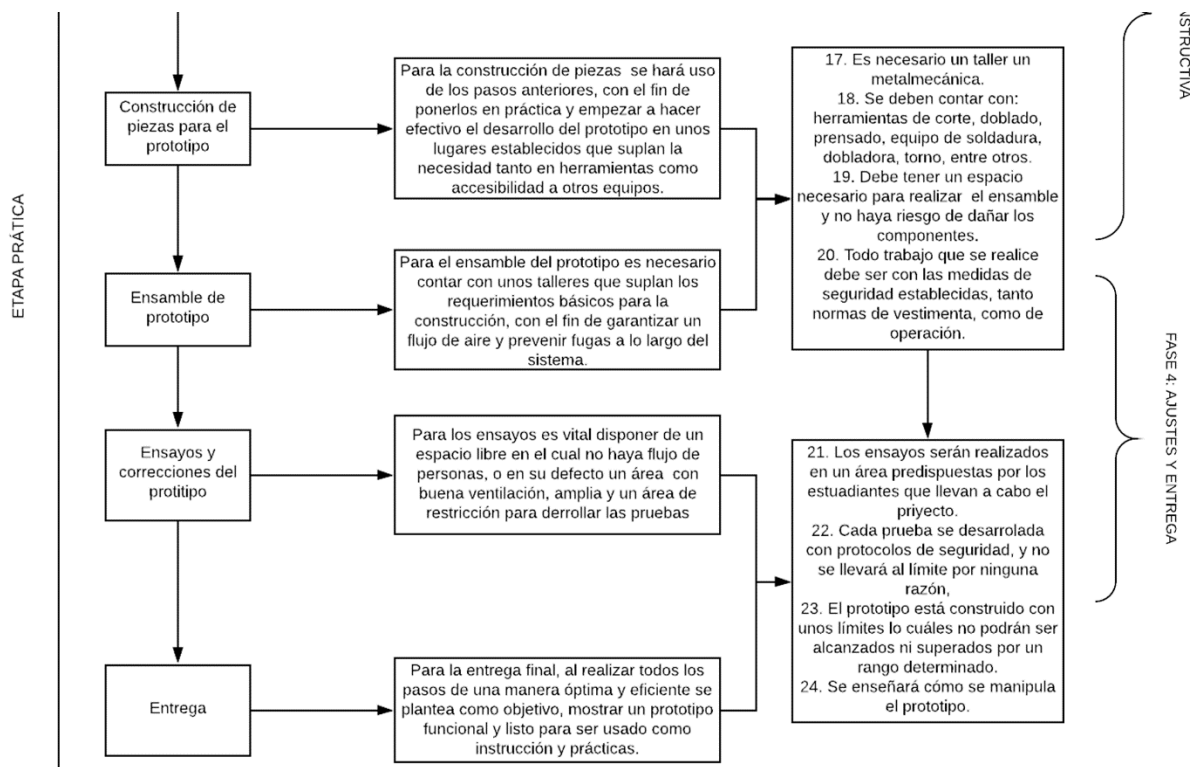 ETAPA PRÁTICA
Construcción de
piezas para el
prototipo
Para la construcción de piezas se hará uso
de los pasos anteriores, con el fin de
ponerlos en práctica y empezar a hacer
efectivo el desarrollo del prototipo en unos
lugares establecidos que suplan la
necesidad tanto en herramientas como
accesibilidad a otros equipos.
17. Es necesario un taller un
metalmecánica.
18. Se deben contar con:
herramientas de corte, doblado,
prensado, equipo de soldadura,
dobladora, torno, entre otros.
19. Debe tener un espacio
necesario para realizar el ensamble
y no haya riesgo de dañar los
componentes.
20. Todo trabajo que se realice
debe ser con las medidas de
seguridad establecidas, tanto
normas de vestimenta, como de
operación.
Ensamble de
prototipo
Para el ensamble del prototipo es necesario
contar con unos talleres que suplan los
requerimientos básicos para la
construcción, con el fin de garantizar un
flujo de aire y prevenir fugas a lo largo del
sistema.
Ensayos y
correcciones del
protitipo
Para los ensayos es vital disponer de un
espacio libre en el cual no haya flujo de
personas, o en su defecto un área con
buena ventilación, amplia y un área de
restricción para derrollar las pruebas
21. Los ensayos serán realizados
en un área predispuestas por los
estudiantes que llevan a cabo el
priyecto.
22. Cada prueba se desarrolada
con protocolos de seguridad, y no
se llevará al límite por ninguna
razón,
23. El prototipo está construido con
unos límites lo cuáles no podrán ser
alcanzados ni superados por un
rango determinado.
24. Se enseñará cómo se manipula
el prototipo.
Entrega
Para la entrega final, al realizar todos los
pasos de una manera óptima y eficiente se
plantea como objetivo, mostrar un prototipo
funcional y listo para ser usado como
instrucción y prácticas.
NSTRUCTIVA
FASE 4: AJUSTES Y ENTREGA